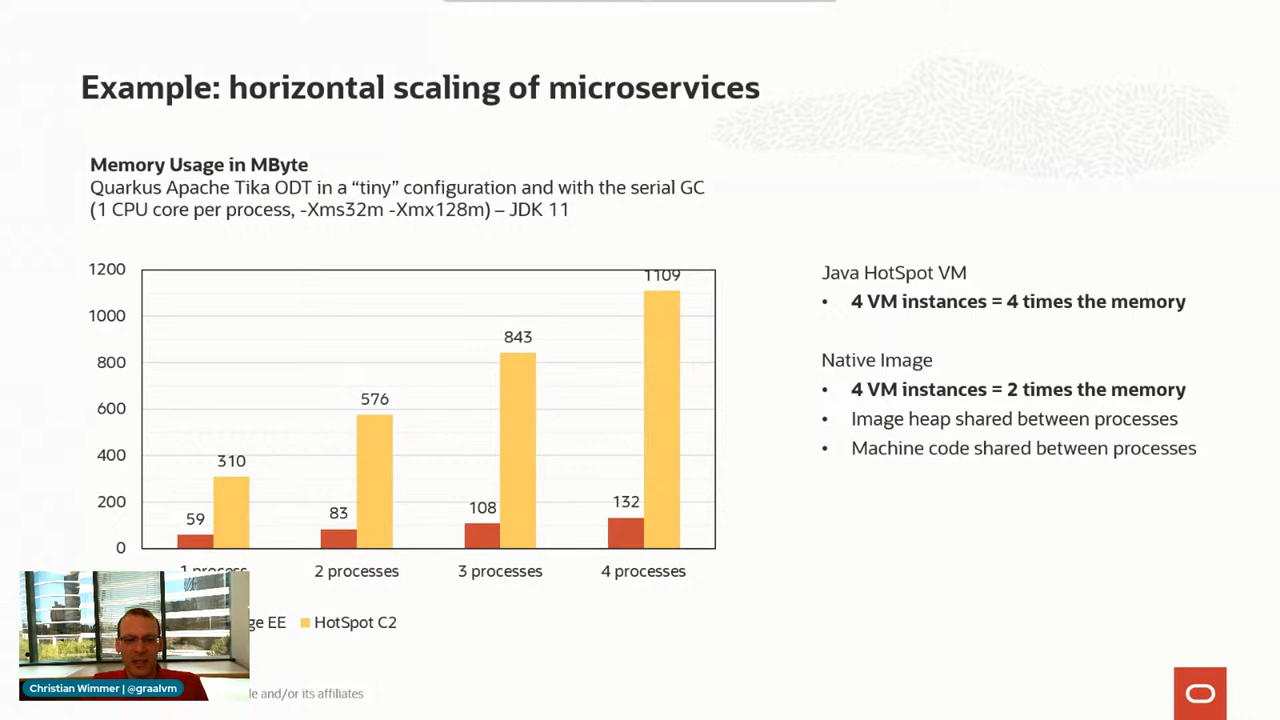 Example: horizontal scaling of microservices
Memory Usage in MByte
Quarkus Apache Tika ODT in a “tiny” configuration and with the serial GC
(1 CPU core per process, -Xms32m -Xmx128m) – JDK 11
1200
1000
800
600
400
200
0
59
310
83
576
108
843
132
1109
1 process
2 processes
3 processes
4 processes
EE
HotSpot C2
Java HotSpot VM
• 4 VM instances = 4 times the memory
Native Image
• 4 VM instances = 2 times the memory
• Image heap shared between processes
• Machine code shared between processes
Christian Wimmer | @graalvm
and/or its affiliates